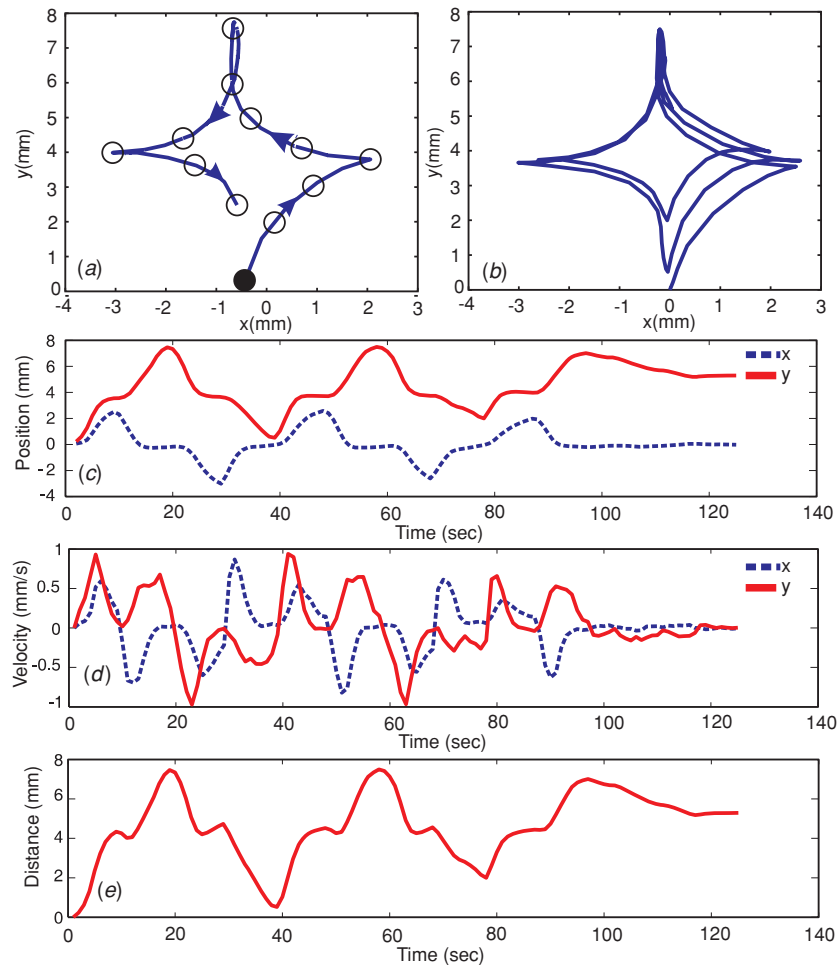 8
7
6
5
4
3
2
1
0
y(mm)
(a)
-4 -3 -2 -1 0 1 2 3
x(mm)
8
7
6
5
4
3
2
1
0
y(mm)
(b)
-4 -3 -2 -1 0 1 2 3
x(mm)
8
6
4
2
0
-2
-4
Position (mm)
x
y
(c)
0 20 40 60 80 100 120 140
Time (sec)
1
0.5
0
-0.5
-1
Velocity (mm/s)
x
y
(d)
0 20 40 60 80 100 120 140
Time (sec)
8
6
4
2
0
Distance (mm)
(e)
0 20 40 60 80 100 120 140
Time (sec)